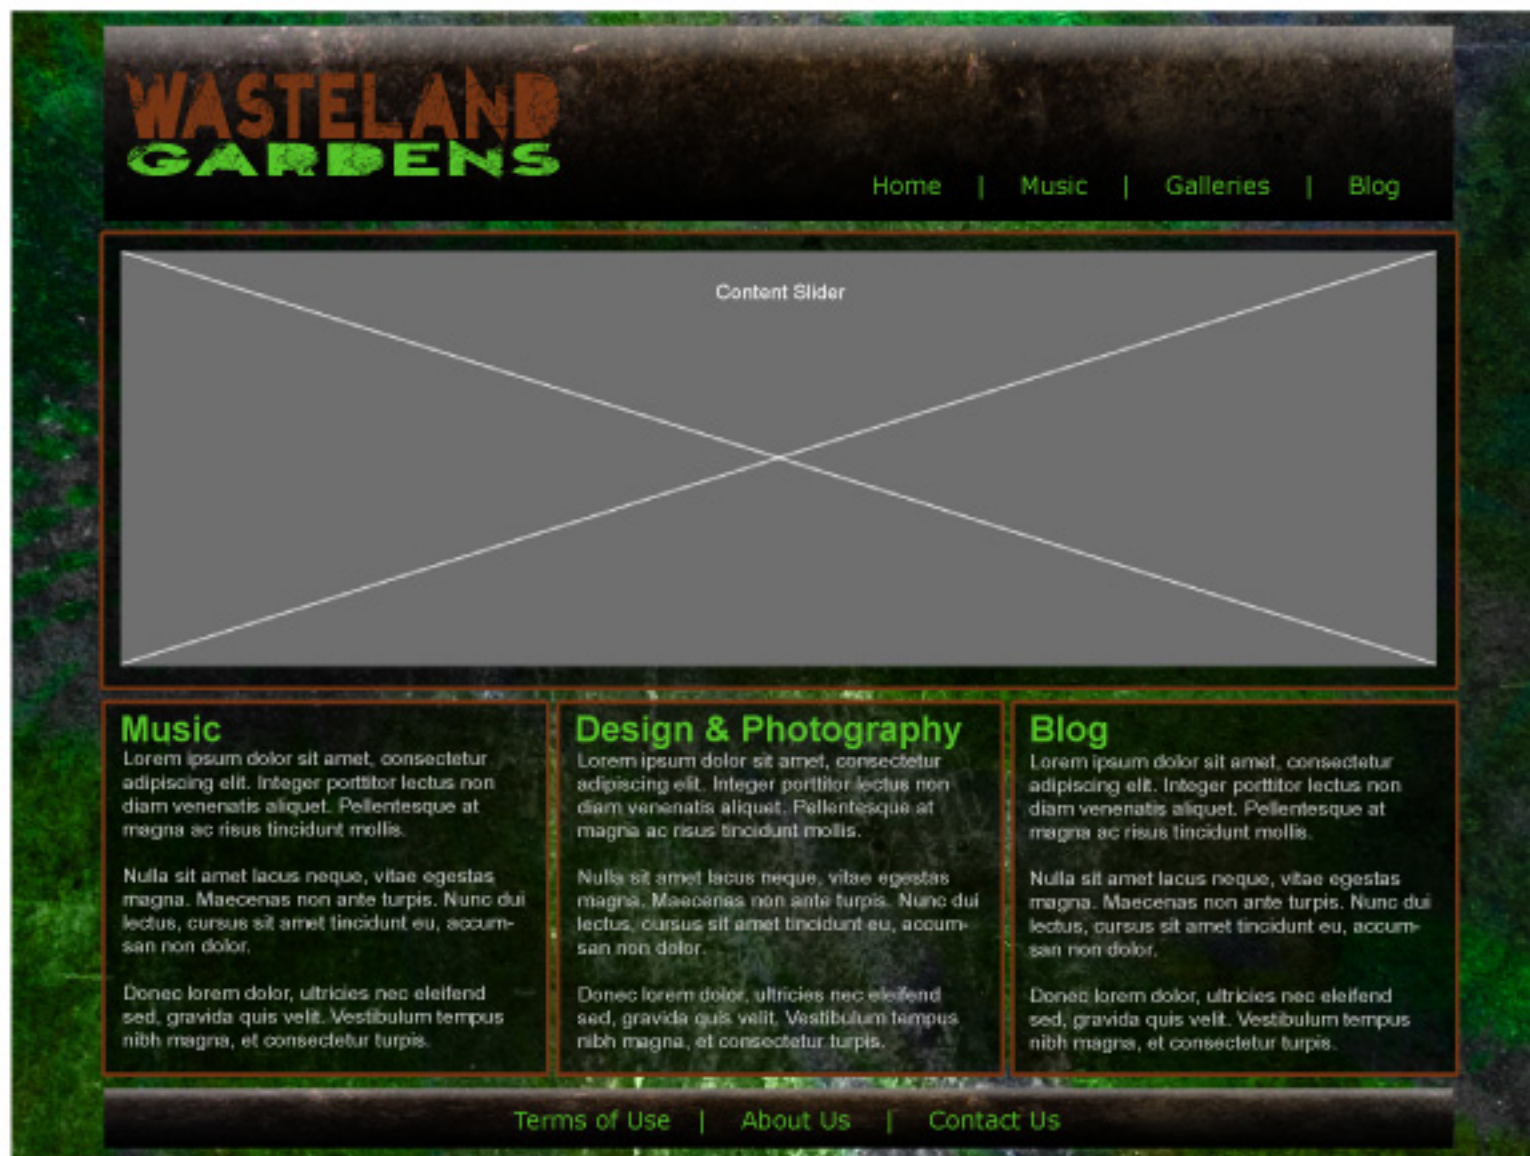 WASTELAND
GARDENS
Home | Music | Galleries | Blog
Content Slider
Music
Lorem ipsum dolor sit amet, consectetur
adipiscing elit. Integer porttitor lectus non
diam venenatis aliquet. Pellentesque at
magna ac risus tincidunt mollis.
Nulla sit amet lacus neque, vitae egestas
magna. Maecenas non ante turpis. Nunc dui
lectus, cursus sit amet tincidunt eu, accum-
san non dolor.
Donec lorem dolor, ultricies nec eleifend
sed, gravida quis velit. Vestibulum tempus
nibh magna, et consectetur turpis.
Design & Photography
Lorem ipsum dolor sit amet, consectetur
adipiscing elit. Integer porttitor lectus non
diam venenatis aliquet. Pellentesque at
magna ac risus tincidunt mollis.
Nulla sit amet lacus neque, vitae egestas
magna. Maecenas non ante turpis. Nunc dui
lectus, cursus sit amet tincidunt eu, accum-
san non dolor.
Donec lorem dolor, ultricies nec eleifend
sed, gravida quis velit. Vestibulum tempus
nibh magna, et consectetur turpis.
Blog
Lorem ipsum dolor sit amet, consectetur
adipiscing elit. Integer porttitor lectus non
diam venenatis aliquet. Pellentesque at
magna ac risus tincidunt mollis.
Nulla sit amet lacus neque, vitae egestas
magna. Maecenas non ante turpis. Nunc dui
lectus, cursus sit amet tincidunt eu, accum-
san non dolor.
Donec lorem dolor, ultricies nec eleifend
sed, gravida quis velit. Vestibulum tempus
nibh magna, et consectetur turpis.
Terms of Use | About Us | Contact Us